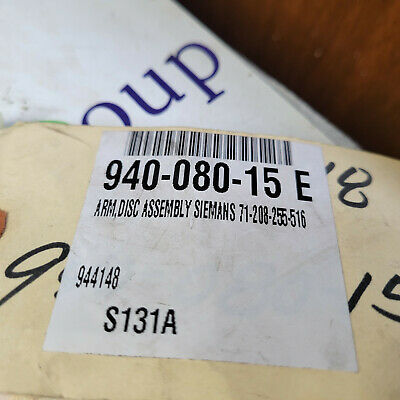 oup
940-080-15 E
ARM,DISC ASSEMBLY SIEMANS 71-208-255-516
944148
S131A